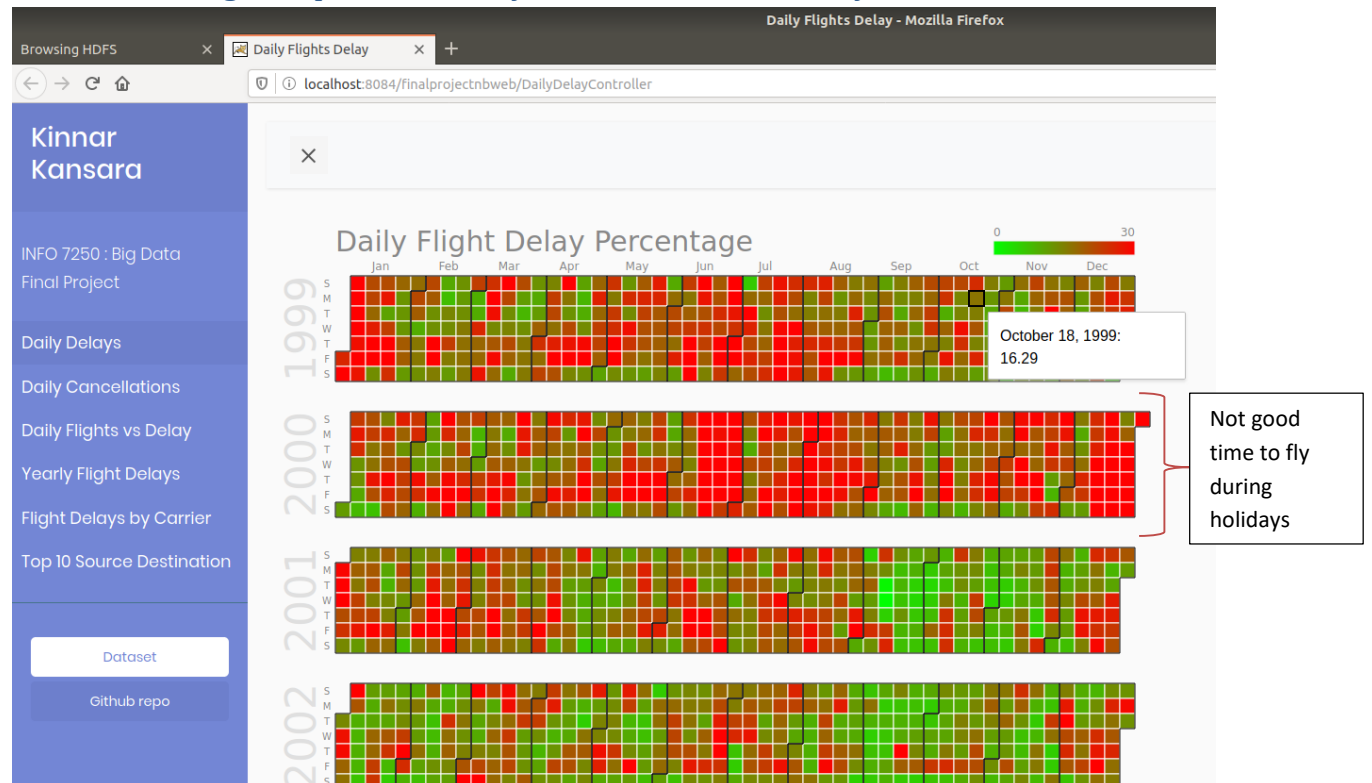 Daily Flights Delay - Mozilla Firefox
Browsing HDFS
Daily Flights Delay
localhost:8084/finalprojectnbweb/DailyDelayController
Kinnar
Kansara
INFO 7250 : Big Data
Final Project
Daily Delays
Daily Cancellations
Daily Flights vs Delay
Yearly Flight Delays
Flight Delays by Carrier
Top 10 Source Destination
Dataset
Github repo
Daily Flight Delay Percentage
0 30
Jan Feb Mar Apr May Jun Jul Aug Sep Oct Nov Dec
1999
S
M
T
W
T
F
S
October 18, 1999:
16.29
2000
S
M
T
W
T
F
S
Not good
time to fly
during
holidays
2001
S
M
T
W
T
F
S
2002
S
M
T
W
T
F
S